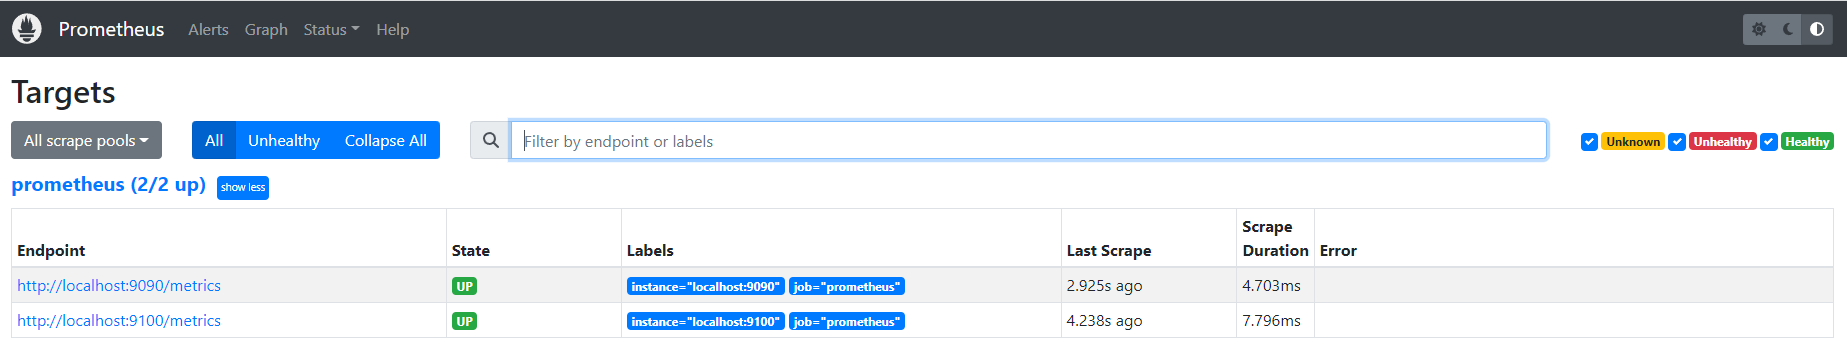 Prometheus Alerts Graph Status Help
Targets
All scrape pools All Unhealthy Collapse All Filter by endpoint or labels Unknown Unhealthy Healthy
prometheus (2/2 up) show less
Endpoint State Labels Last Scrape Scrape Duration Error
http://localhost:9090/metrics UP instance="localhost:9090" job="prometheus" 2.925s ago 4.703ms
http://localhost:9100/metrics UP instance="localhost:9100" job="prometheus" 4.238s ago 7.796ms